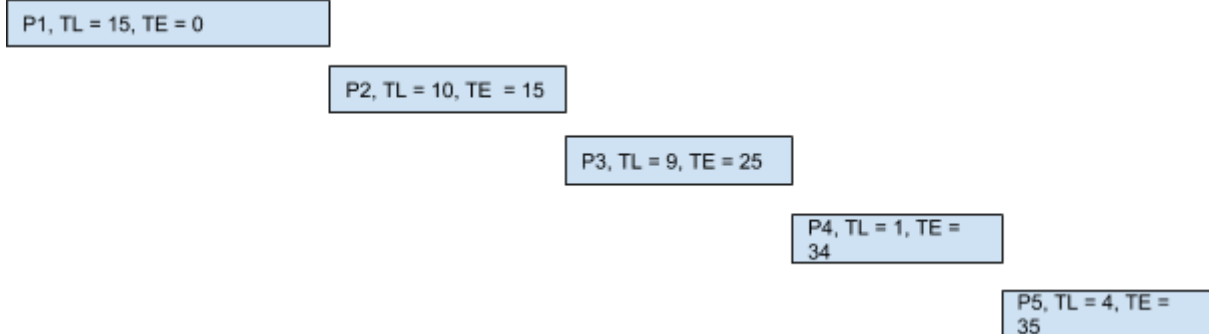 P1, TL = 15, TE = 0
P2, TL = 10, TE  = 15
P3, TL = 9, TE = 25
P4, TL = 1, TE =
34
P5, TL = 4, TE =
35